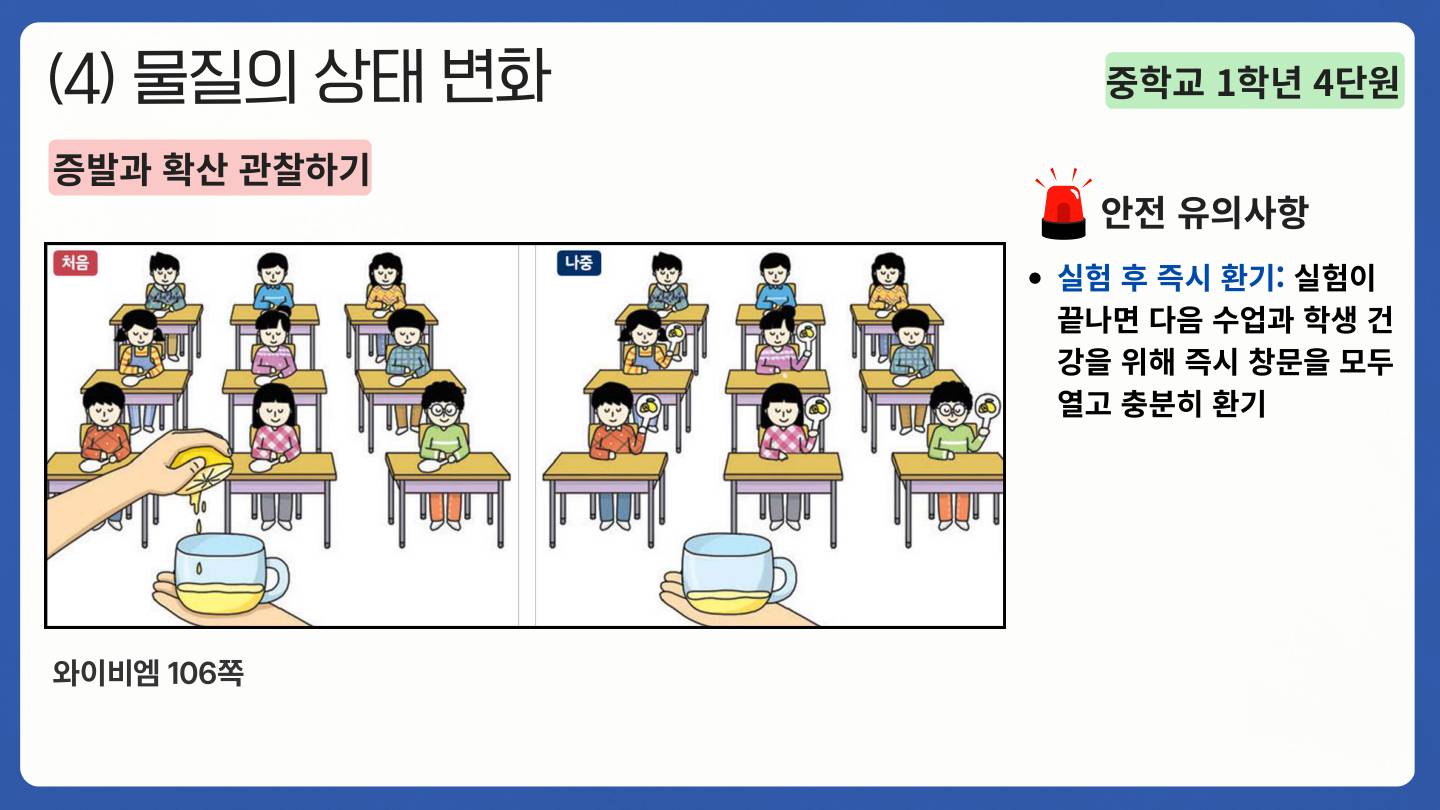 (4) 물질의 상태 변화
중학교 1학년 4단원
증발과 확산 관찰하기
처음
나중
와이비엠 106쪽
안전 유의사항
• 실험 후 즉시 환기: 실험이
끝나면 다음 수업과 학생 건
강을 위해 즉시 창문을 모두
열고 충분히 환기